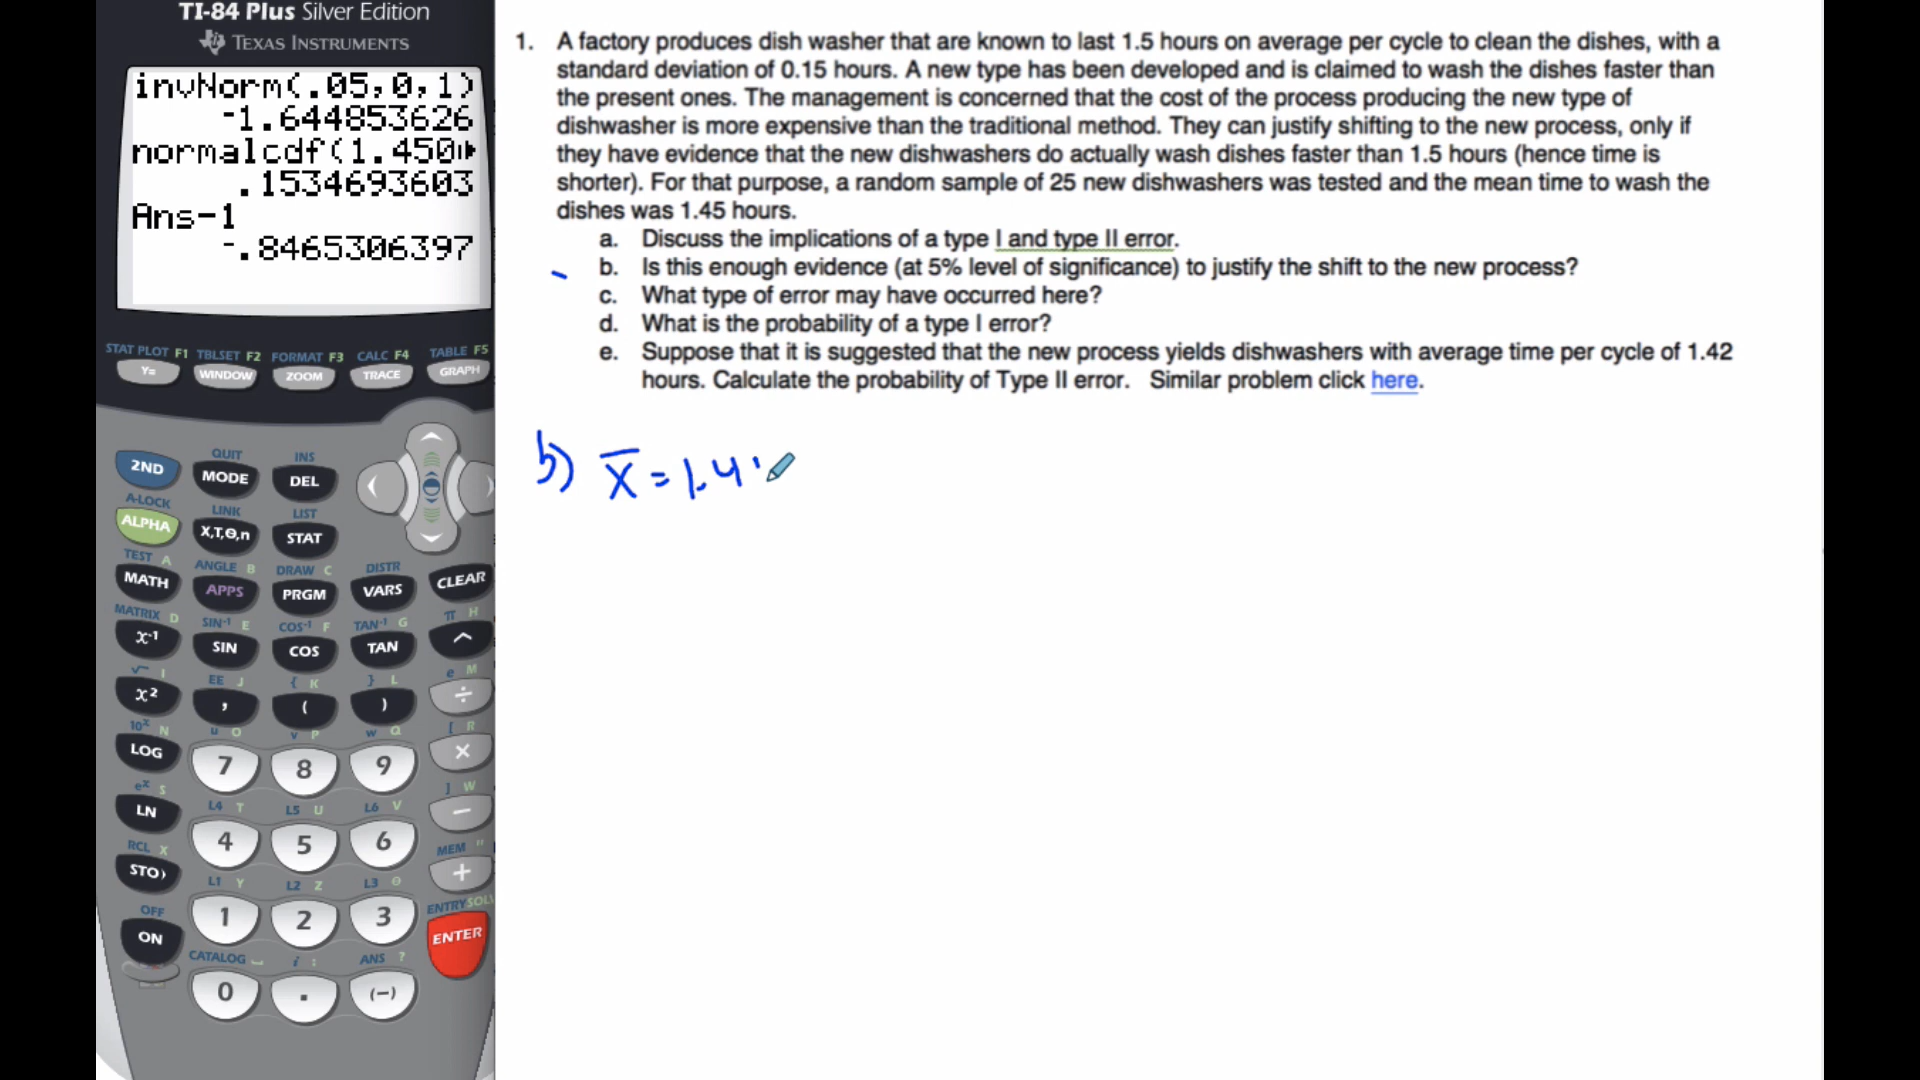 TI-84 Plus Silver Edition
TEXAS INSTRUMENTS
invNorm(.05,0,1)
-1.644853626
normalcdf(1.450
.1534693603
Ans-1
-.8465306397
STAT PLOT F1 TBLSET F2 FORMAT F3 CALC F4 TABLE F5
Y= WINDOW ZOOM TRACE GRAPH
QUIT INS
2ND MODE DEL
A-LOCK LINK LIST
ALPHA X,T,Θ,n STAT
TEST A ANGLE B DRAW C DISTR
MATH APPS PRGM VARS CLEAR
MATRIX D SIN-1 E COS-1 F TAN-1 G π H
x-1 SIN COS TAN ^
√ I EE J { K } L e M
x2 , ( ) ÷
10x N u O v P w Q [ R
LOG 7 8 9 ×
ex S L4 T L5 U L6 V ] W
LN 4 5 6 −
RCL X L1 Y L2 Z L3 θ MEM "
STO› 1 2 3 +
OFF CATALOG i : ANS ? ENTRY SOLV
ON 0 . (−) ENTER
1. A factory produces dish washer that are known to last 1.5 hours on average per cycle to clean the dishes, with a
standard deviation of 0.15 hours. A new type has been developed and is claimed to wash the dishes faster than
the present ones. The management is concerned that the cost of the process producing the new type of
dishwasher is more expensive than the traditional method. They can justify shifting to the new process, only if
they have evidence that the new dishwashers do actually wash dishes faster than 1.5 hours (hence time is
shorter). For that purpose, a random sample of 25 new dishwashers was tested and the mean time to wash the
dishes was 1.45 hours.
a. Discuss the implications of a type I and type II error.
b. Is this enough evidence (at 5% level of significance) to justify the shift to the new process?
c. What type of error may have occurred here?
d. What is the probability of a type I error?
e. Suppose that it is suggested that the new process yields dishwashers with average time per cycle of 1.42
hours. Calculate the probability of Type II error. Similar problem click here.
b) x̅ = 1.4